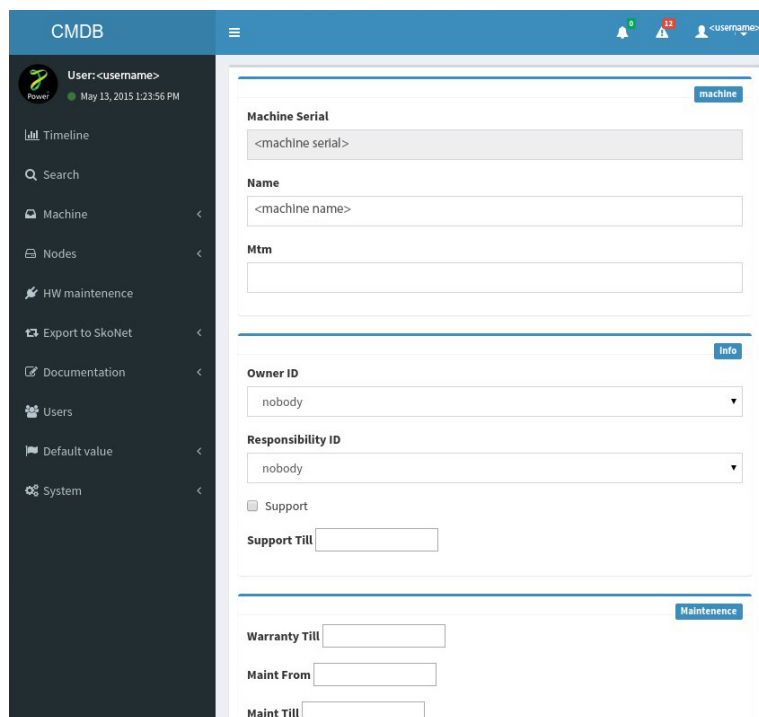 CMDB
0
12
<username>
User:<username>
Power
May 13, 2015 1:23:56 PM
Timeline
Search
Machine
Nodes
HW maintenence
Export to SkoNet
Documentation
Users
Default value
System
machine
Machine Serial
<machine serial>
Name
<machine name>
Mtm
Info
Owner ID
nobody
Responsibility ID
nobody
Support
Support Till
Maintenence
Warranty Till
Maint From
Maint Till